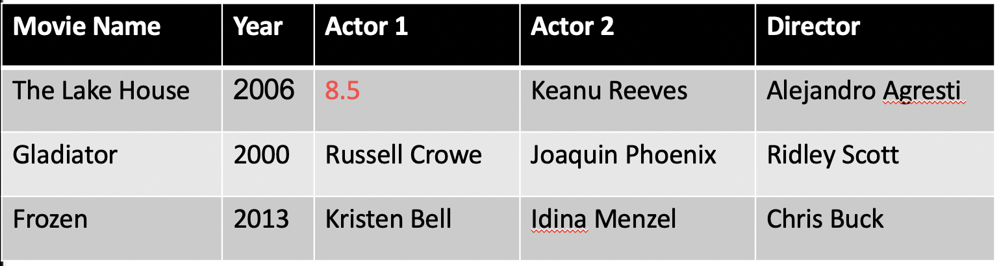 Movie Name Year Actor 1 Actor 2 Director
The Lake House 2006 8.5 Keanu Reeves Alejandro Agresti
Gladiator 2000 Russell Crowe Joaquin Phoenix Ridley Scott
Frozen 2013 Kristen Bell Idina Menzel Chris Buck